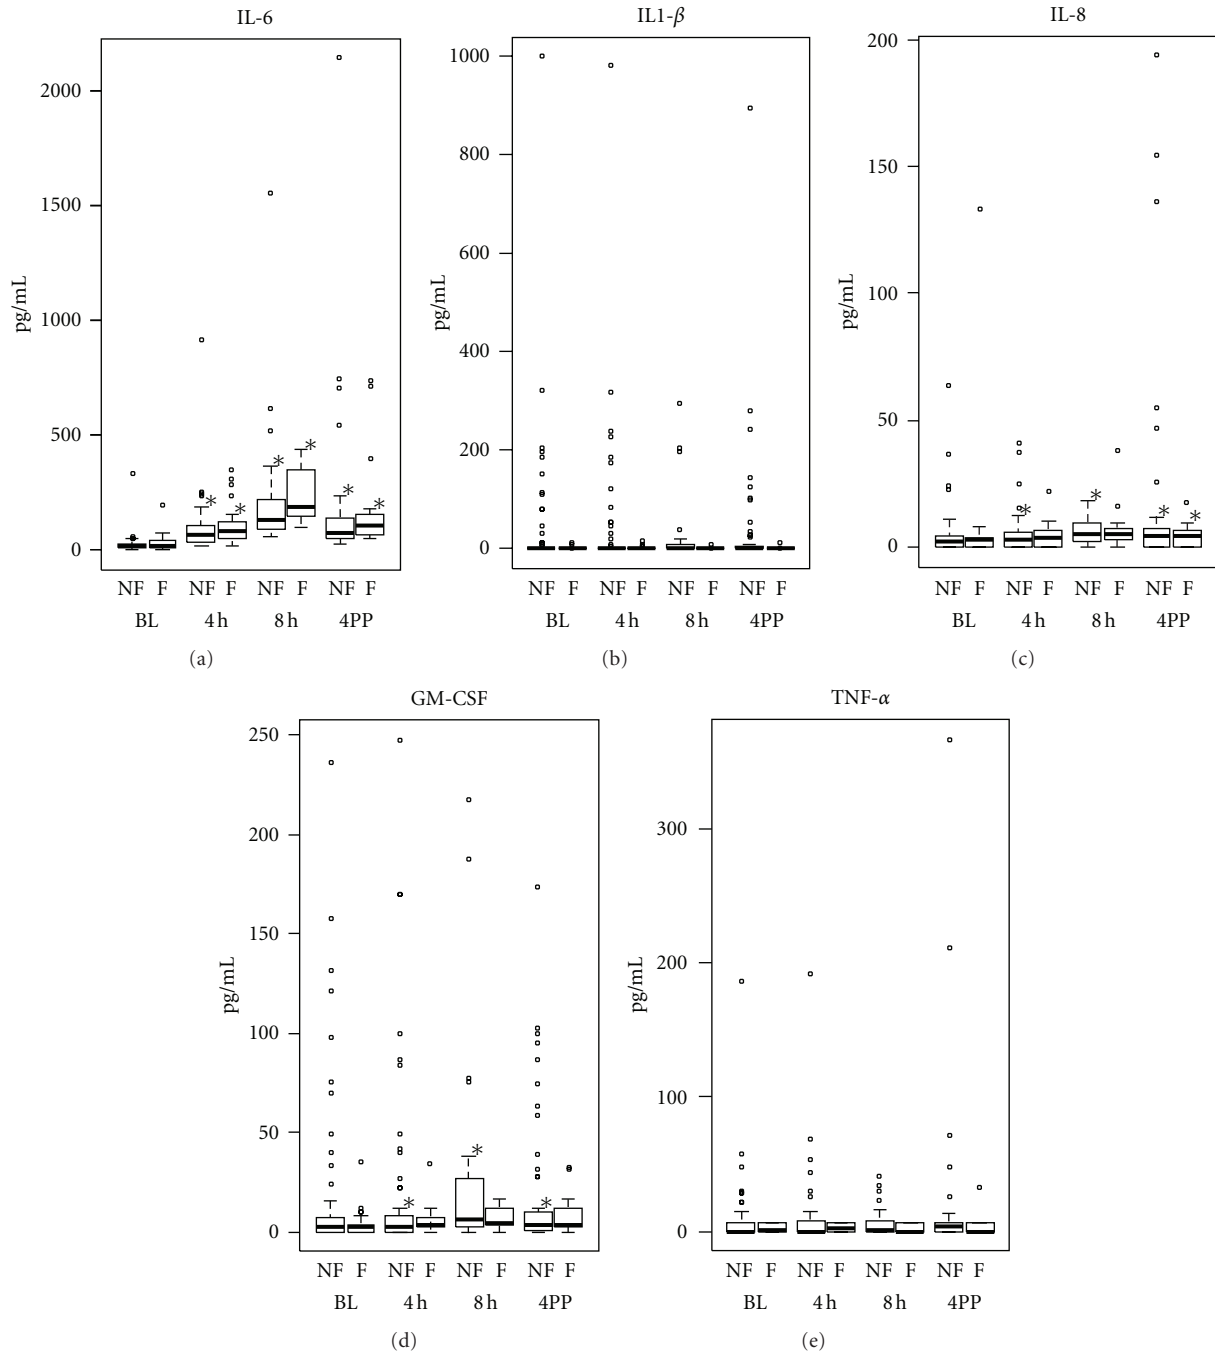 IL-6
2000
1500
1000
500
0
pg/mL
* * * * * *
NF F NF F NF F NF F
BL 4 h 8 h 4PP
(a)
IL1-β
1000
800
600
400
200
0
pg/mL
NF F NF F NF F NF F
BL 4 h 8 h 4PP
(b)
IL-8
200
150
100
50
0
pg/mL
* * * *
NF F NF F NF F NF F
BL 4 h 8 h 4PP
(c)
GM-CSF
250
200
150
100
50
0
pg/mL
* * *
NF F NF F NF F NF F
BL 4 h 8 h 4PP
(d)
TNF-α
300
200
100
0
pg/mL
NF F NF F NF F NF F
BL 4 h 8 h 4PP
(e)